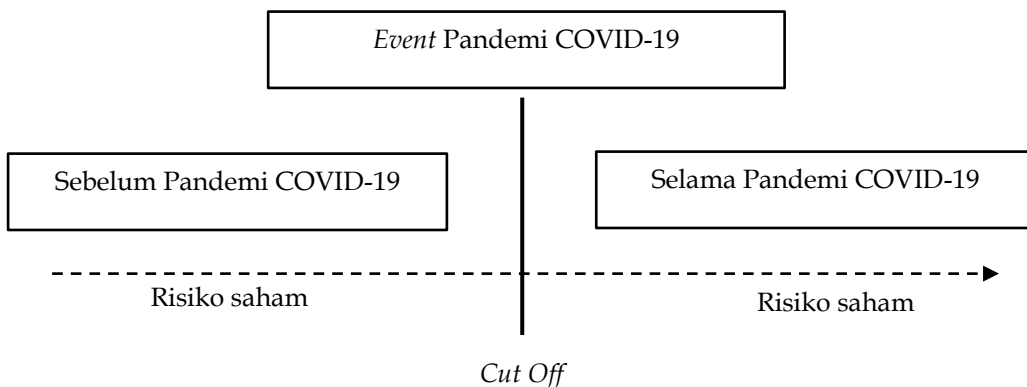 Event Pandemi COVID-19
Sebelum Pandemi COVID-19
Selama Pandemi COVID-19
Risiko saham
Risiko saham
Cut Off